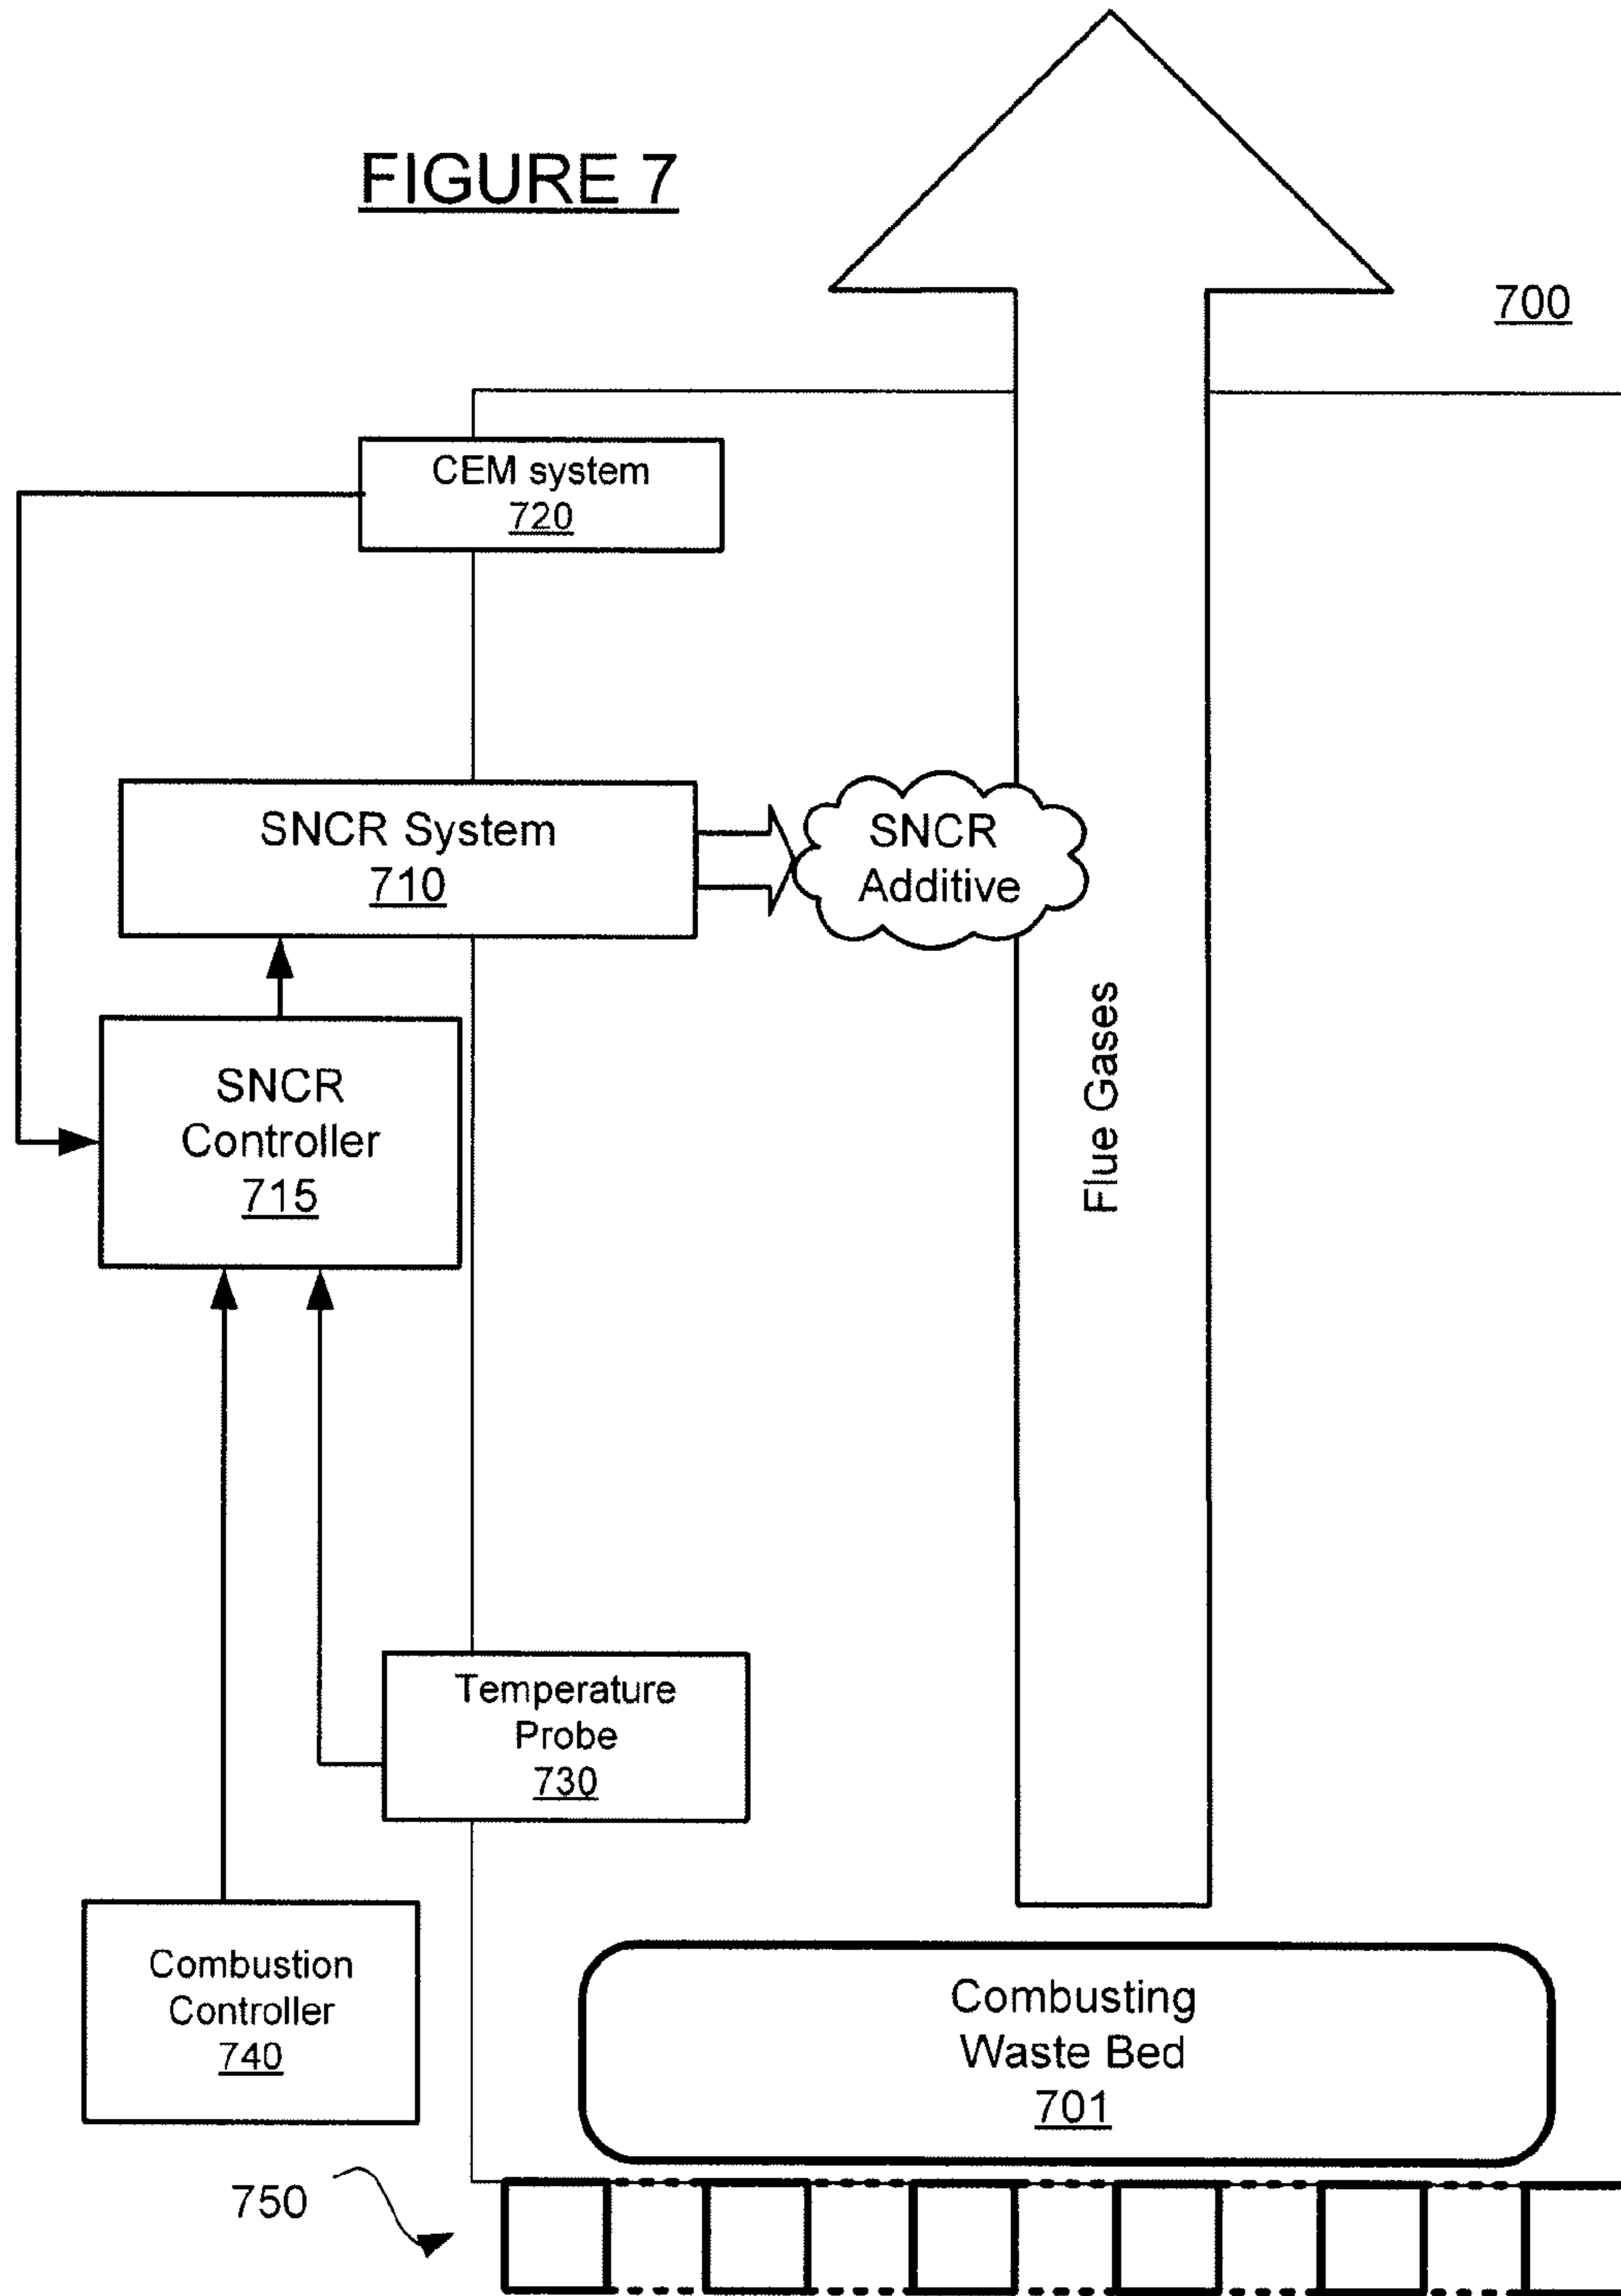 FIGURE 7
700
CEM system
720
SNCR System
710
SNCR
Additive
SNCR
Controller
715
Flue Gases
Temperature
Probe
730
Combustion
Controller
740
Combusting
Waste Bed
701
750